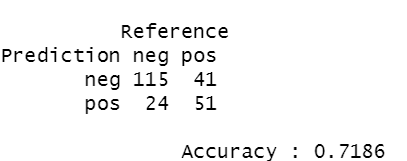 Reference
Prediction neg pos
neg 115 41
pos 24 51
Accuracy : 0.7186